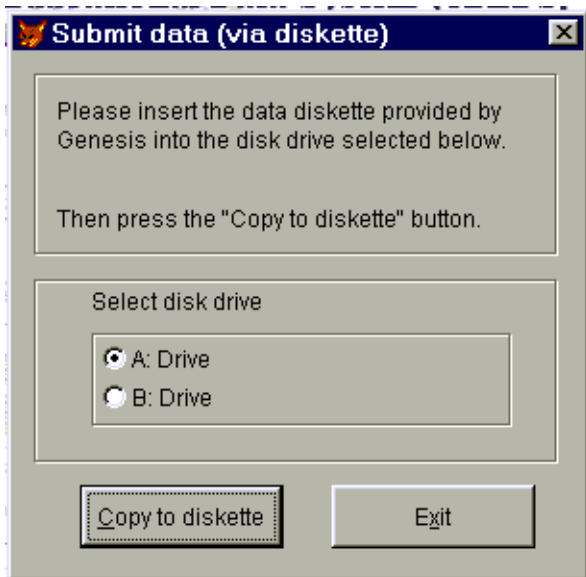 Submit data (via diskette)
Please insert the data diskette provided by
Genesis into the disk drive selected below.
Then press the "Copy to diskette" button.
Select disk drive
A: Drive
B: Drive
Copy to diskette
Exit